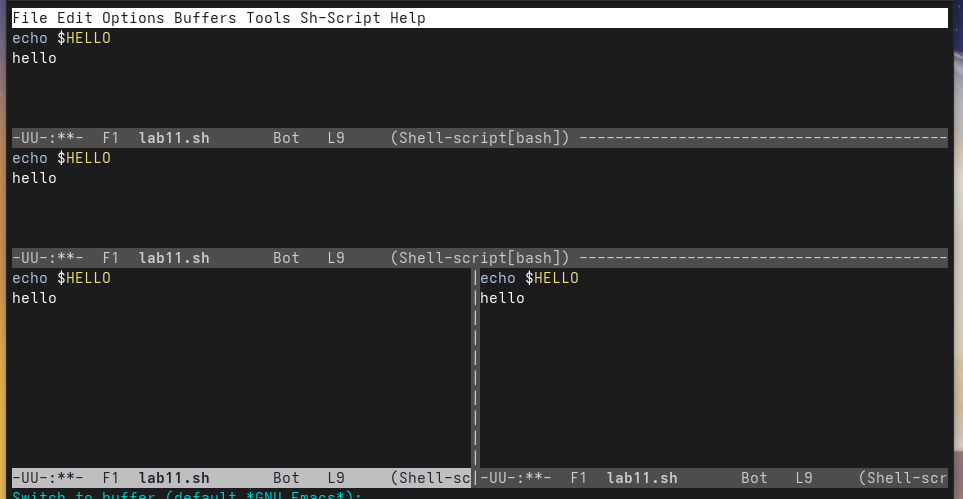 File Edit Options Buffers Tools Sh-Script Help
echo $HELLO
hello
-UU-:**-  F1  lab11.sh       Bot   L9     (Shell-script[bash]) -----------------------------------------
echo $HELLO
hello
-UU-:**-  F1  lab11.sh       Bot   L9     (Shell-script[bash]) -----------------------------------------
echo $HELLO
hello
-UU-:**-  F1  lab11.sh       Bot   L9     (Shell-sc
echo $HELLO
hello
-UU-:**-  F1  lab11.sh       Bot   L9     (Shell-scr
Switch to buffer (default *GNU Emacs*):